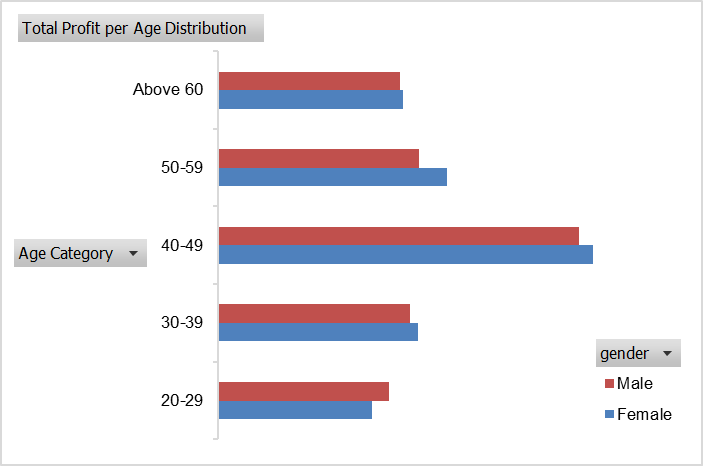 Total Profit per Age Distribution
Above 60
50-59
40-49
Age Category
30-39
20-29
gender
Male
Female